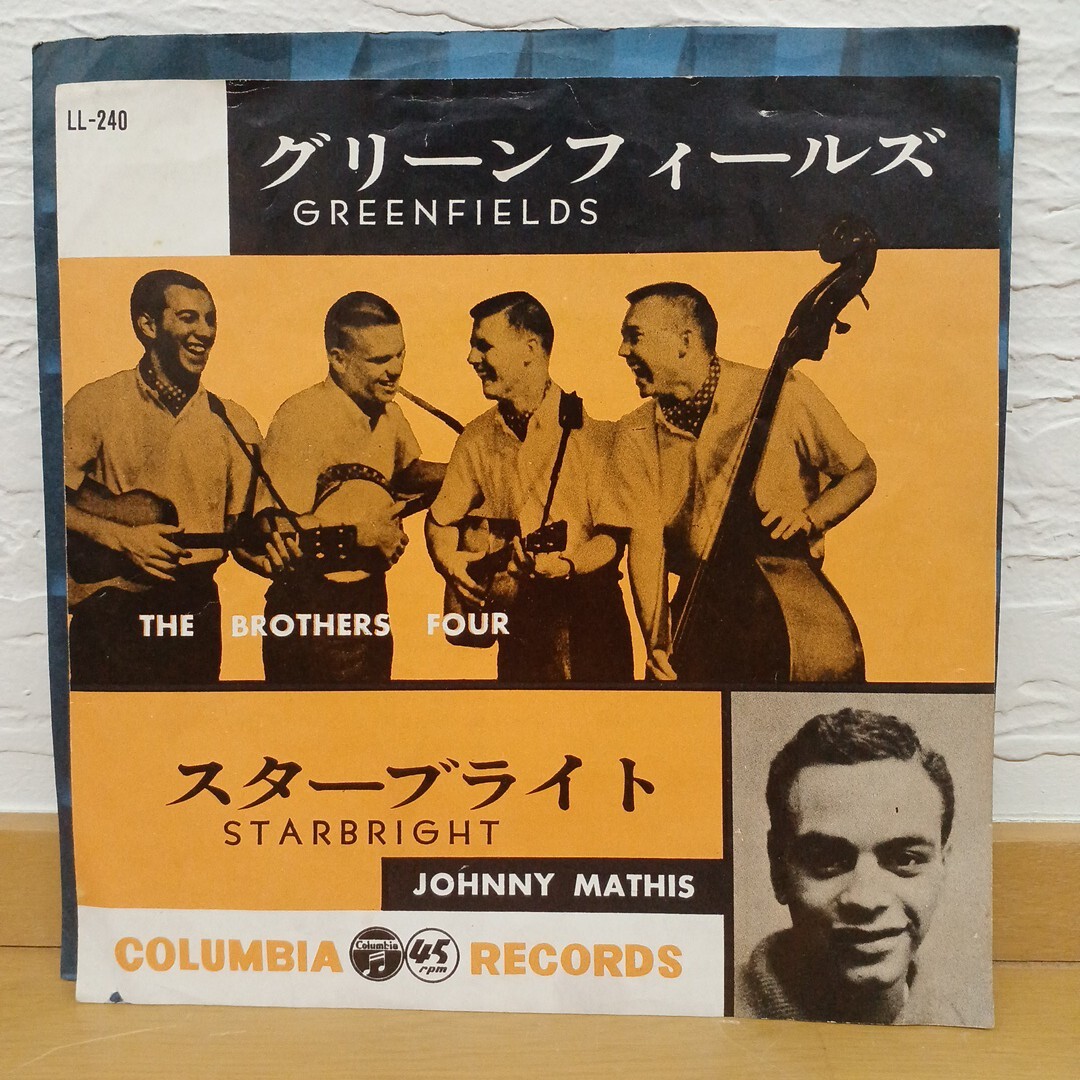 LL-240
グリーンフィールズ
GREENFIELDS
THE BROTHERS FOUR
スターブライト
STARBRIGHT
JOHNNY MATHIS
COLUMBIA Columbia 45 rpm RECORDS